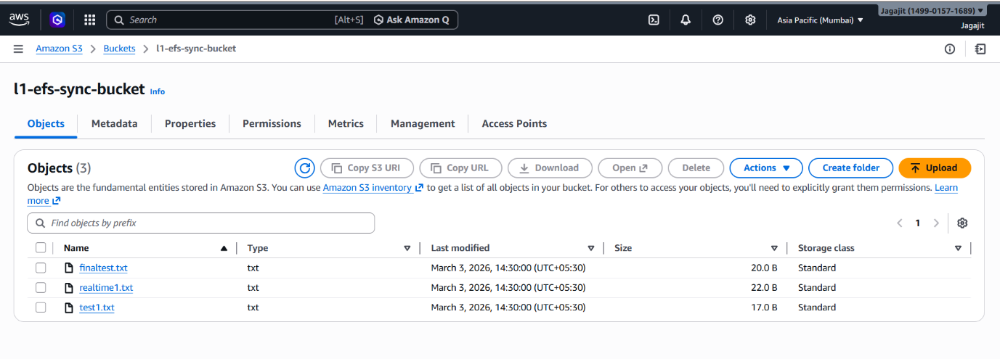 aws
Search [Alt+S] Ask Amazon Q Asia Pacific (Mumbai) ▼ Jagajit (1499-0157-1689) ▼
Jagajit
Amazon S3 > Buckets > l1-efs-sync-bucket
l1-efs-sync-bucket Info
Objects Metadata Properties Permissions Metrics Management Access Points
Objects (3) Copy S3 URI Copy URL Download Open Delete Actions ▼ Create folder Upload
Objects are the fundamental entities stored in Amazon S3. You can use Amazon S3 inventory to get a list of all objects in your bucket. For others to access your objects, you'll need to explicitly grant them permissions. Learn
more
Find objects by prefix < 1 >
Name Type Last modified Size Storage class
finaltest.txt txt March 3, 2026, 14:30:00 (UTC+05:30) 20.0 B Standard
realtime1.txt txt March 3, 2026, 14:30:00 (UTC+05:30) 22.0 B Standard
test1.txt txt March 3, 2026, 14:30:00 (UTC+05:30) 17.0 B Standard